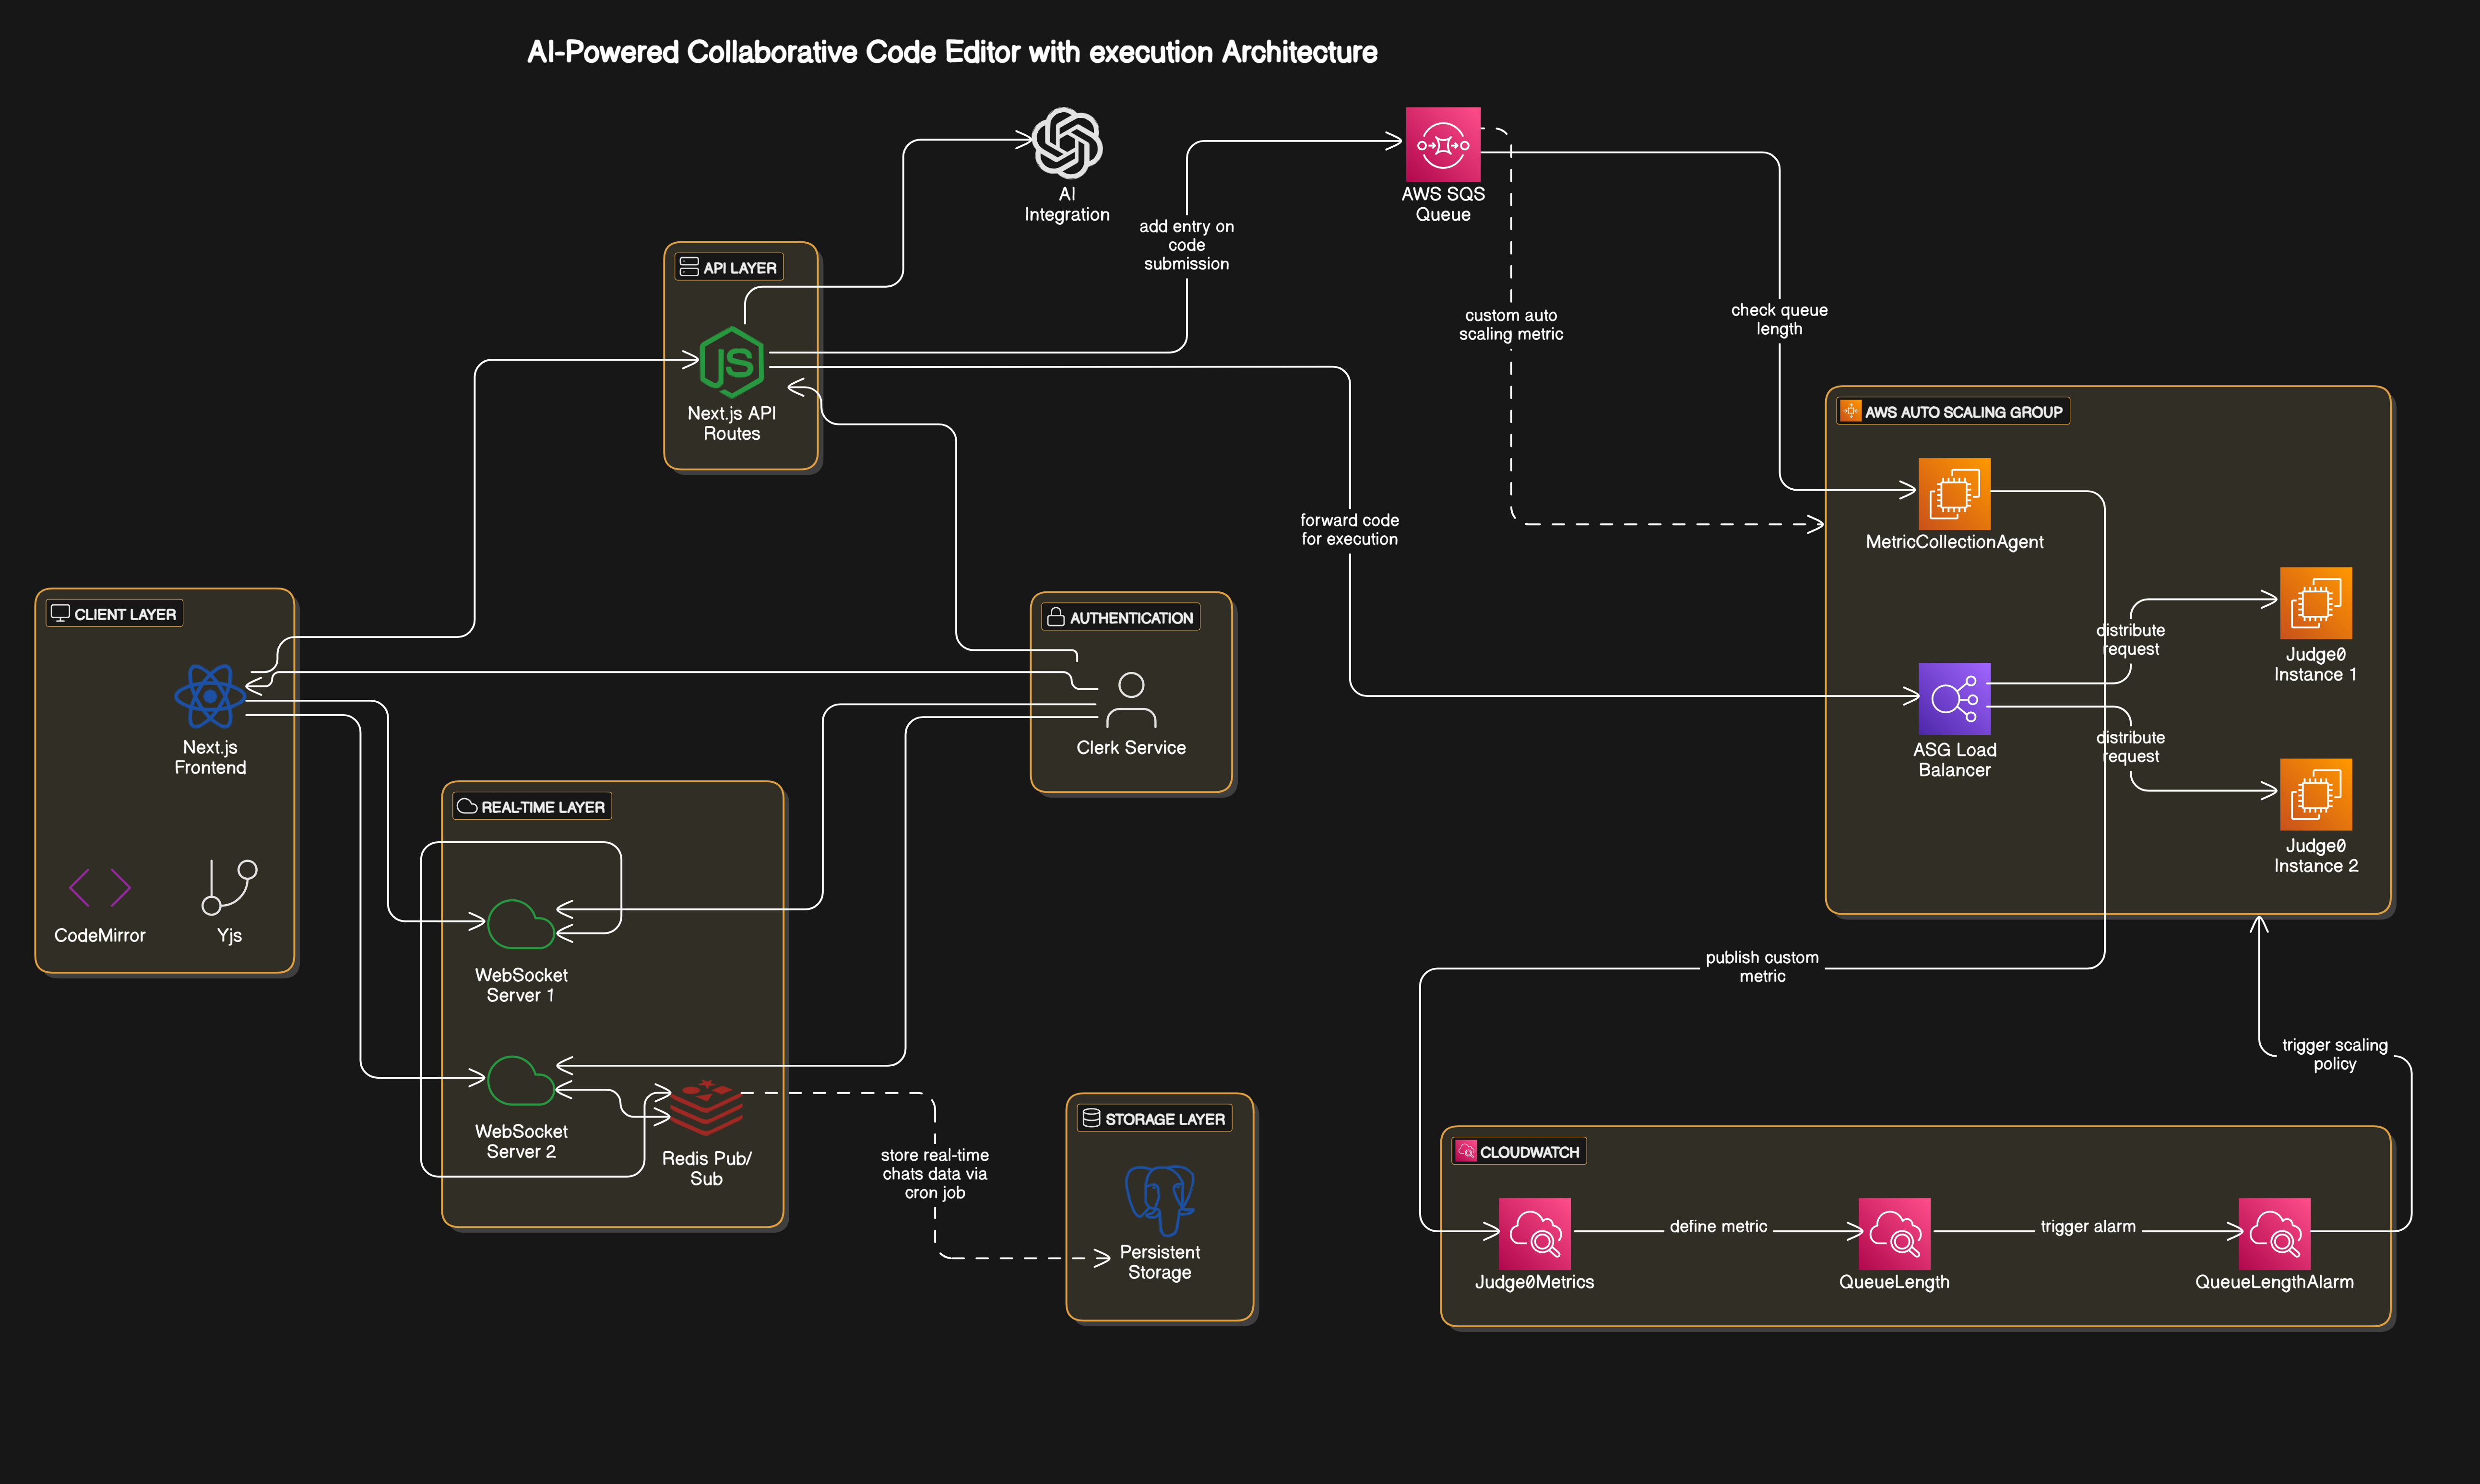 AI-Powered Collaborative Code Editor with execution Architecture
AI
Integration
AWS SQS
Queue
add entry on
code
submission
API LAYER
JS
Next.js API
Routes
custom auto
scaling metric
check queue
length
AWS AUTO SCALING GROUP
MetricCollectionAgent
forward code
for execution
distribute
request
Judge0
Instance 1
ASG Load
Balancer
distribute
request
Judge0
Instance 2
CLIENT LAYER
Next.js
Frontend
CodeMirror
Yjs
AUTHENTICATION
Clerk Service
REAL-TIME LAYER
WebSocket
Server 1
WebSocket
Server 2
Redis Pub/
Sub
store real-time
chats data via
cron job
STORAGE LAYER
Persistent
Storage
publish custom
metric
trigger scaling
policy
CLOUDWATCH
Judge0Metrics
define metric
QueueLength
trigger alarm
QueueLengthAlarm